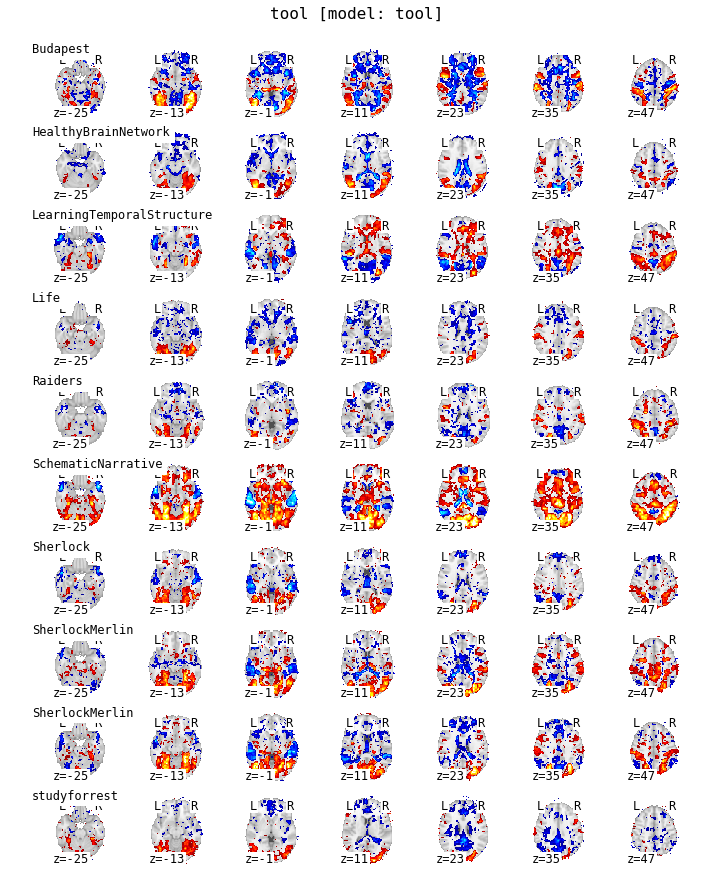 tool [model: tool]
Budapest
L R L R L R L R L R L R L R
z=-25 z=-13 z=-1 z=11 z=23 z=35 z=47
HealthyBrainNetwork
L R L R L R L R L R L R L R
z=-25 z=-13 z=-1 z=11 z=23 z=35 z=47
LearningTemporalStructure
L R L R L R L R L R L R L R
z=-25 z=-13 z=-1 z=11 z=23 z=35 z=47
Life
L R L R L R L R L R L R L R
z=-25 z=-13 z=-1 z=11 z=23 z=35 z=47
Raiders
L R L R L R L R L R L R L R
z=-25 z=-13 z=-1 z=11 z=23 z=35 z=47
SchematicNarrative
L R L R L R L R L R L R L R
z=-25 z=-13 z=-1 z=11 z=23 z=35 z=47
Sherlock
L R L R L R L R L R L R L R
z=-25 z=-13 z=-1 z=11 z=23 z=35 z=47
SherlockMerlin
L R L R L R L R L R L R L R
z=-25 z=-13 z=-1 z=11 z=23 z=35 z=47
SherlockMerlin
L R L R L R L R L R L R L R
z=-25 z=-13 z=-1 z=11 z=23 z=35 z=47
studyforrest
L R L R L R L R L R L R L R
z=-25 z=-13 z=-1 z=11 z=23 z=35 z=47